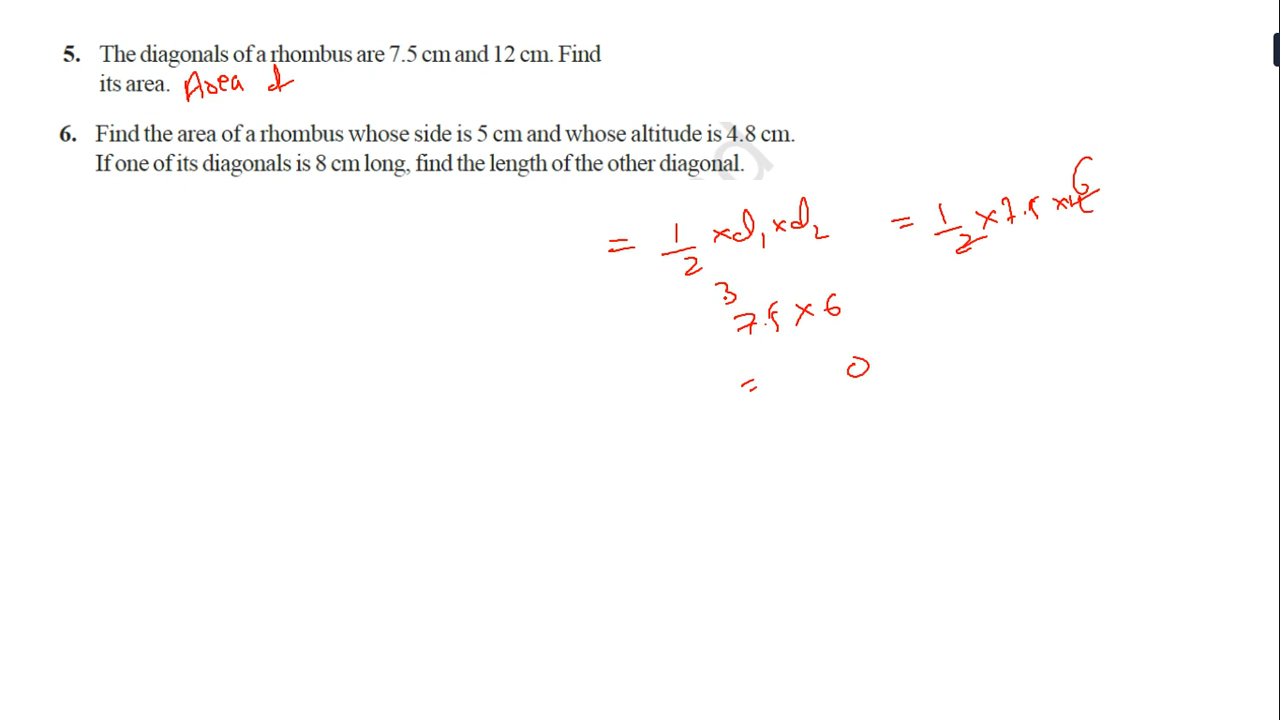 5. The diagonals of a rhombus are 7.5 cm and 12 cm. Find
its area. Area d
6. Find the area of a rhombus whose side is 5 cm and whose altitude is 4.8 cm.
If one of its diagonals is 8 cm long, find the length of the other diagonal.
= 1/2 × d₁ × d₂ = 1/2 × 7.5 × 6
3
7.5 × 6
= 0